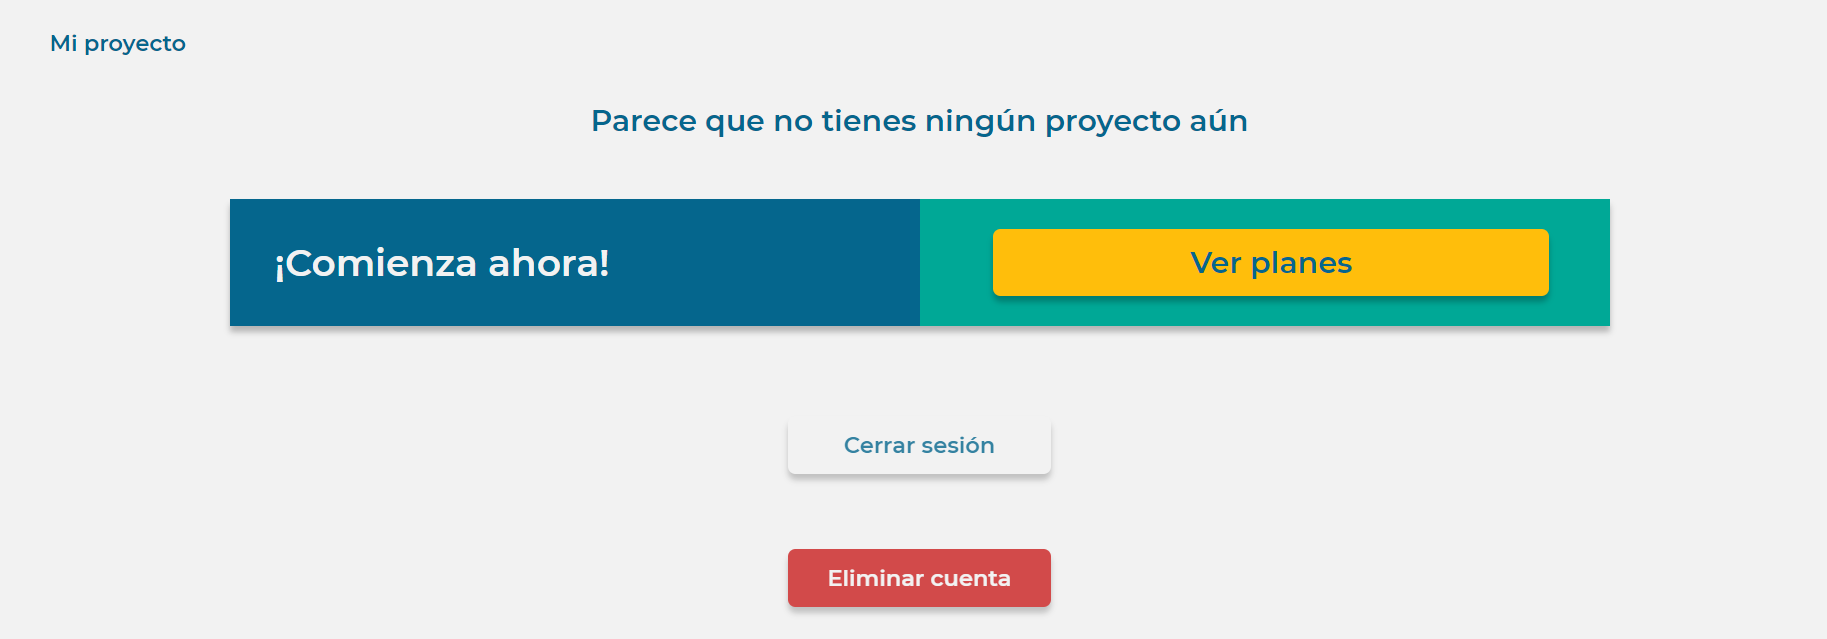 Mi proyecto
Parece que no tienes ningún proyecto aún
¡Comienza ahora!
Ver planes
Cerrar sesión
Eliminar cuenta